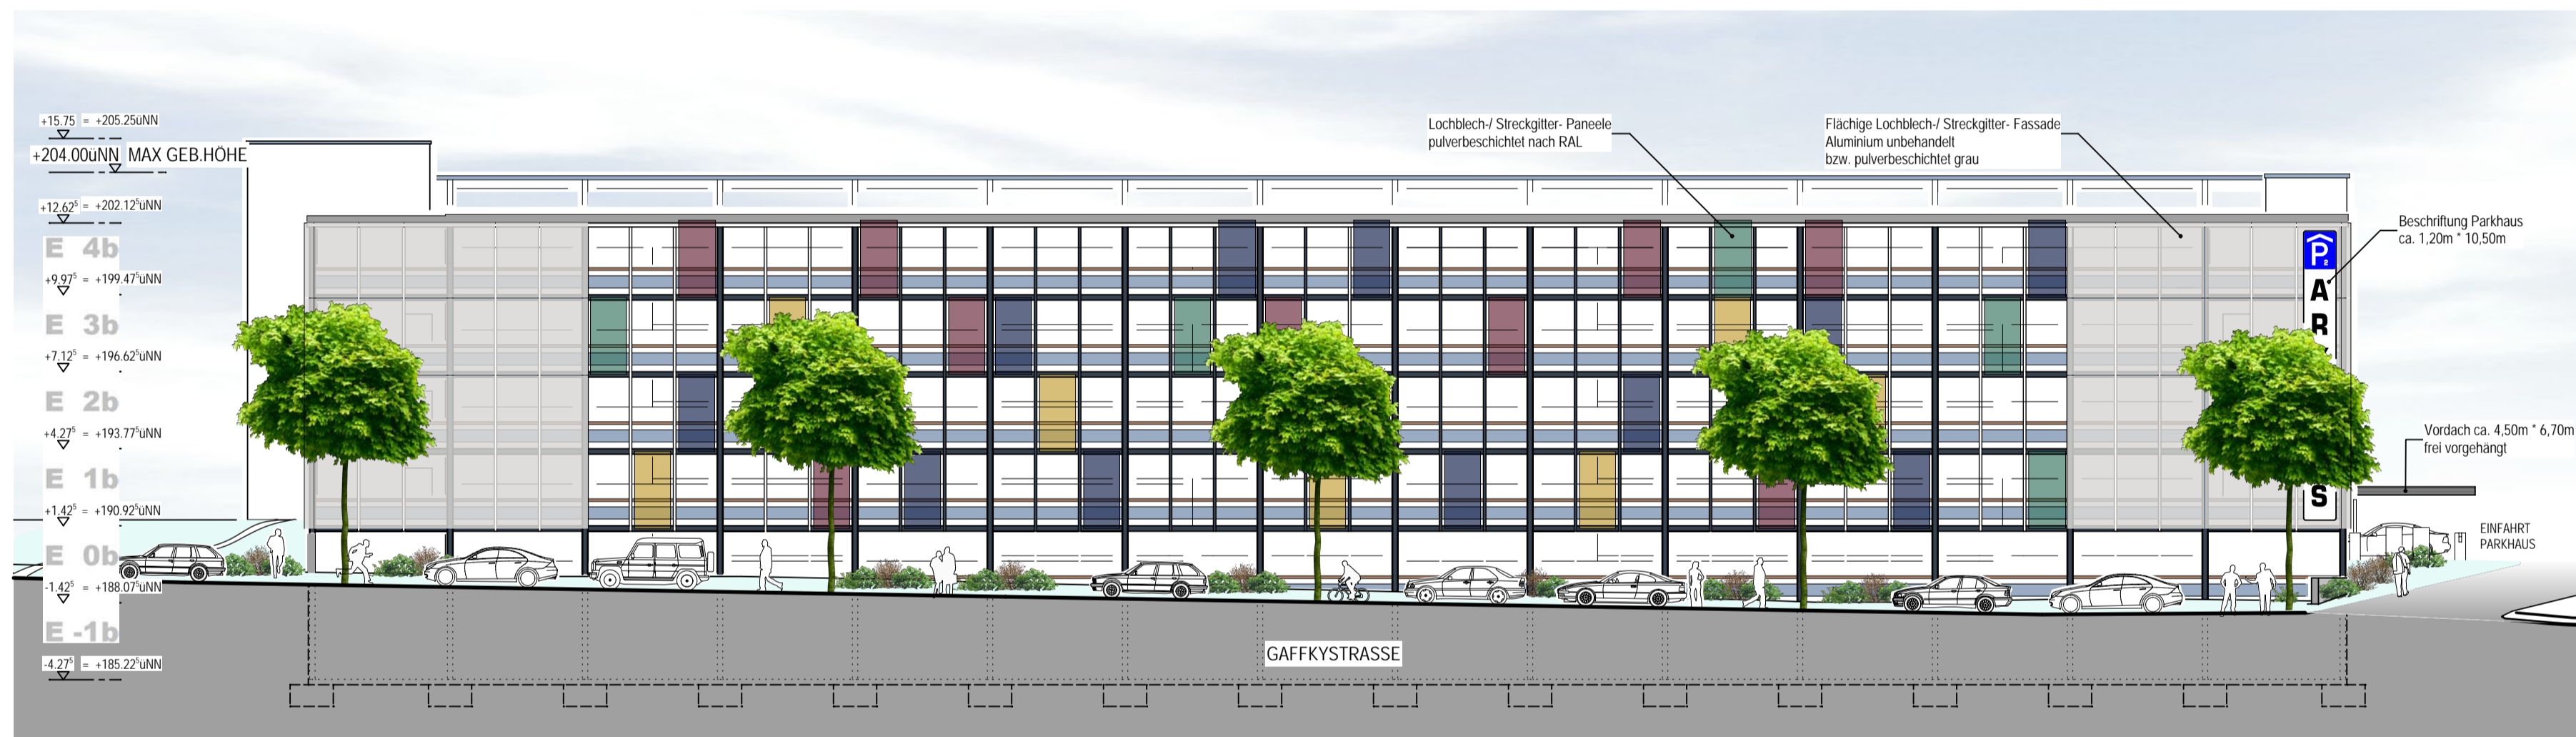 +15.75 = +205.25üNN
+204.00üNN MAX GEB.HÖHE
+12.62⁵ = +202.12⁵üNN
E 4b
+9.97⁵ = +199.47⁵üNN
E 3b
+7.12⁵ = +196.62⁵üNN
E 2b
+4.27⁵ = +193.77⁵üNN
E 1b
+1.42⁵ = +190.92⁵üNN
E 0b
-1.42⁵ = +188.07⁵üNN
E -1b
-4.27⁵ = +185.22⁵üNN
Lochblech-/ Streckgitter- Paneele
pulverbeschichtet nach RAL
Flächige Lochblech-/ Streckgitter- Fassade
Aluminium unbehandelt
bzw. pulverbeschichtet grau
Beschriftung Parkhaus
ca. 1,20m * 10,50m
P
2
A
R
S
Vordach ca. 4,50m * 6,70m
frei vorgehängt
EINFAHRT
PARKHAUS
GAFFKYSTRASSE